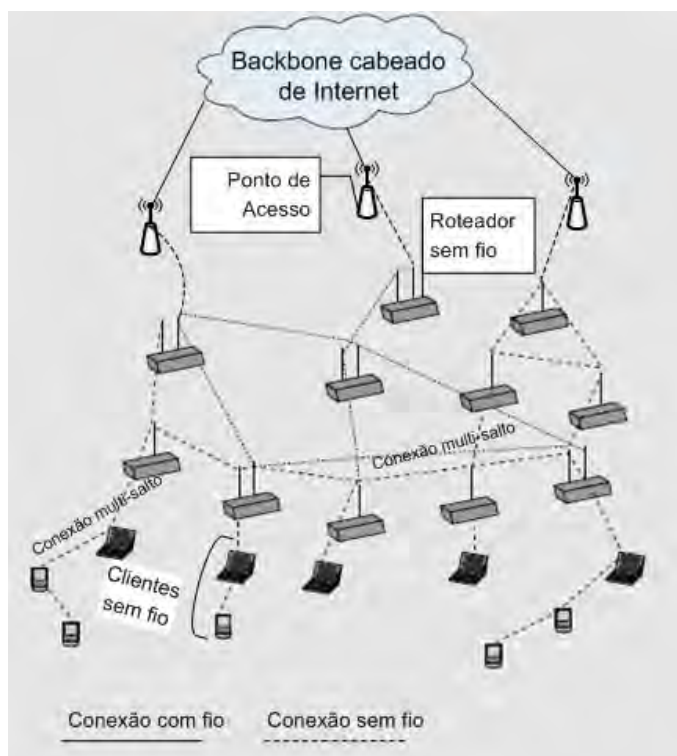 Backbone cabeado
de Internet
Ponto de
Acesso
Roteador
sem fio
Conexão multi-salto
Conexão multi-salto
Clientes
sem fio
Conexão com fio
Conexão sem fio